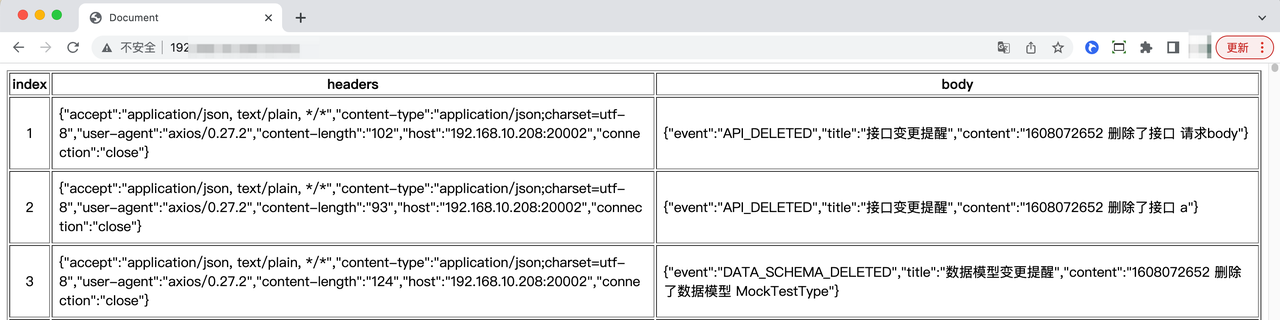 Document
不安全
192
更新
index
headers
body
1
{"accept":"application/json, text/plain, */*","content-type":"application/json;charset=utf-
8","user-agent":"axios/0.27.2","content-length":"102","host":"192.168.10.208:20002","conne
ction":"close"}
{"event":"API_DELETED","title":"接口变更提醒","content":"1608072652 删除了接口 请求body"}
2
{"accept":"application/json, text/plain, */*","content-type":"application/json;charset=utf-
8","user-agent":"axios/0.27.2","content-length":"93","host":"192.168.10.208:20002","connec
tion":"close"}
{"event":"API_DELETED","title":"接口变更提醒","content":"1608072652 删除了接口 a"}
3
{"accept":"application/json, text/plain, */*","content-type":"application/json;charset=utf-
8","user-agent":"axios/0.27.2","content-length":"124","host":"192.168.10.208:20002","conne
ction":"close"}
{"event":"DATA_SCHEMA_DELETED","title":"数据模型变更提醒","content":"1608072652 删除
了数据模型 MockTestType"}